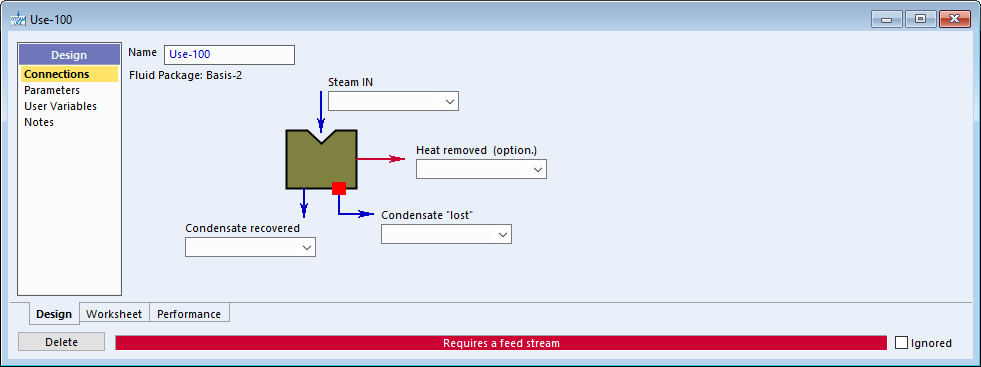 Use-100
Design
Connections
Parameters
User Variables
Notes
Name Use-100
Fluid Package: Basis-2
Steam IN
Heat removed (option.)
Condensate "lost"
Condensate recovered
Design Worksheet Performance
Delete Requires a feed stream Ignored